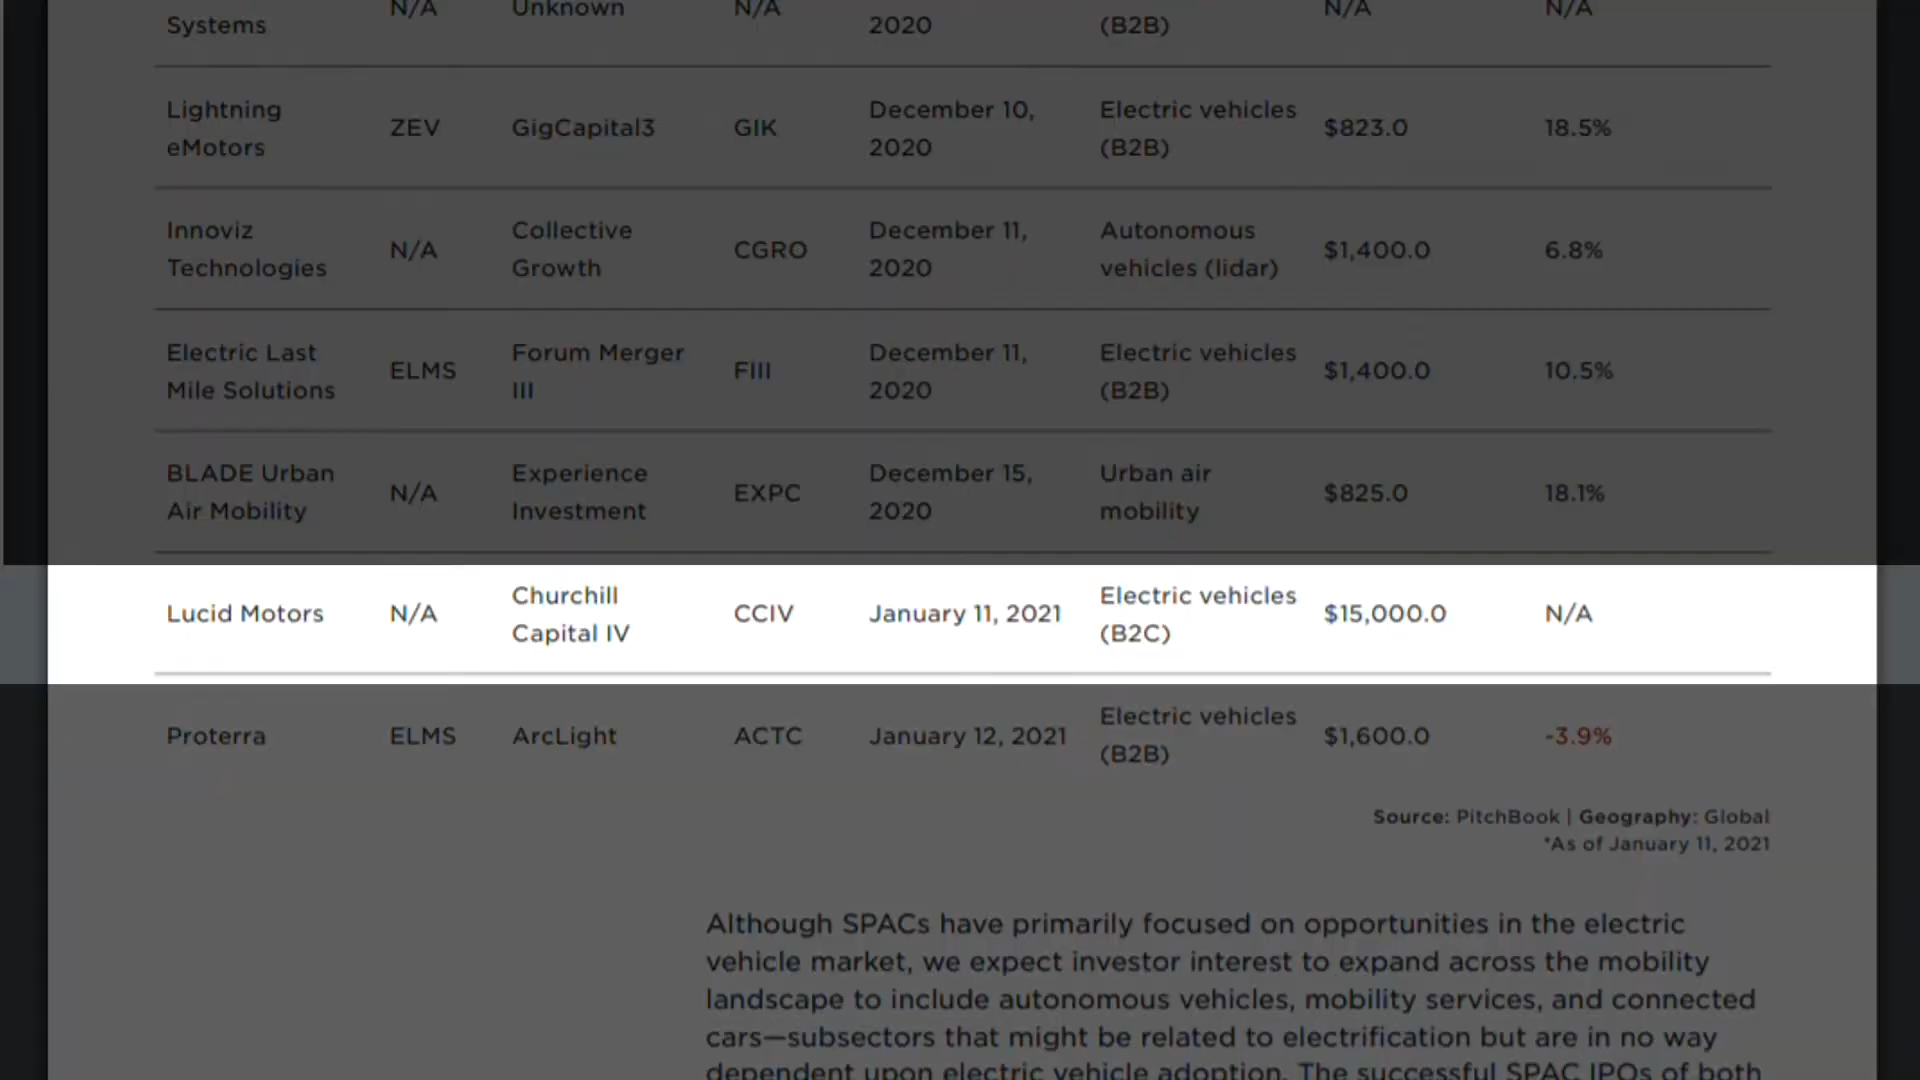 N/A Unknown N/A N/A N/A
Systems 2020 (B2B)
Lightning December 10, Electric vehicles
ZEV GigCapital3 GIK $823.0 18.5%
eMotors 2020 (B2B)
Innoviz Collective December 11, Autonomous
N/A CGRO $1,400.0 6.8%
Technologies Growth 2020 vehicles (lidar)
Electric Last Forum Merger December 11, Electric vehicles
ELMS FIII $1,400.0 10.5%
Mile Solutions III 2020 (B2B)
BLADE Urban Experience December 15, Urban air
N/A EXPC $825.0 18.1%
Air Mobility Investment 2020 mobility
Churchill Electric vehicles
Lucid Motors N/A CCIV January 11, 2021 $15,000.0 N/A
Capital IV (B2C)
Electric vehicles
Proterra ELMS ArcLight ACTC January 12, 2021 $1,600.0 -3.9%
(B2B)
Source: PitchBook | Geography: Global
*As of January 11, 2021
Although SPACs have primarily focused on opportunities in the electric
vehicle market, we expect investor interest to expand across the mobility
landscape to include autonomous vehicles, mobility services, and connected
cars—subsectors that might be related to electrification but are in no way
dependent upon electric vehicle adoption. The successful SPAC IPOs of both